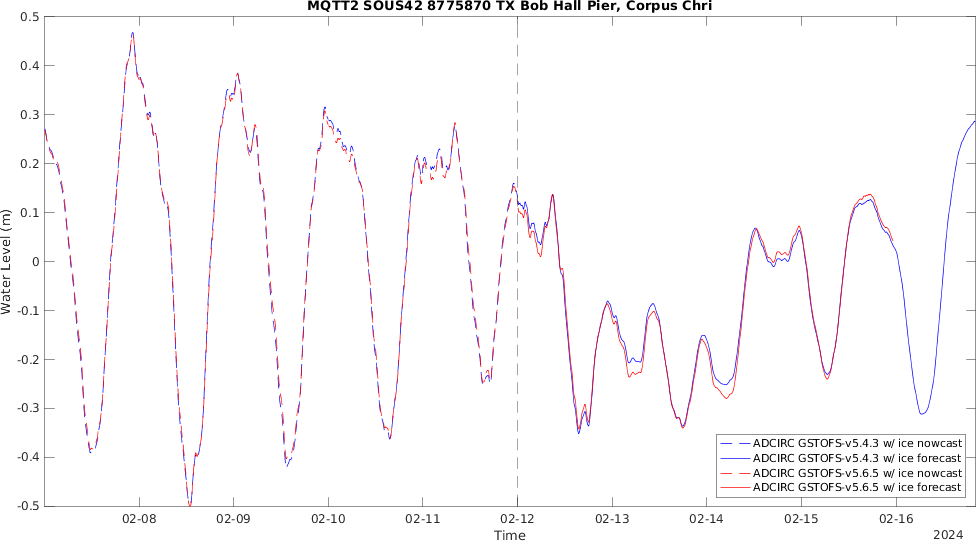 MQTT2 SOUS42 8775870 TX Bob Hall Pier, Corpus Chri
0.5
0.4
0.3
0.2
0.1
0
-0.1
-0.2
-0.3
-0.4
-0.5
Water Level (m)
02-08 02-09 02-10 02-11 02-12 02-13 02-14 02-15 02-16
Time
2024
ADCIRC GSTOFS-v5.4.3 w/ ice nowcast
ADCIRC GSTOFS-v5.4.3 w/ ice forecast
ADCIRC GSTOFS-v5.6.5 w/ ice nowcast
ADCIRC GSTOFS-v5.6.5 w/ ice forecast